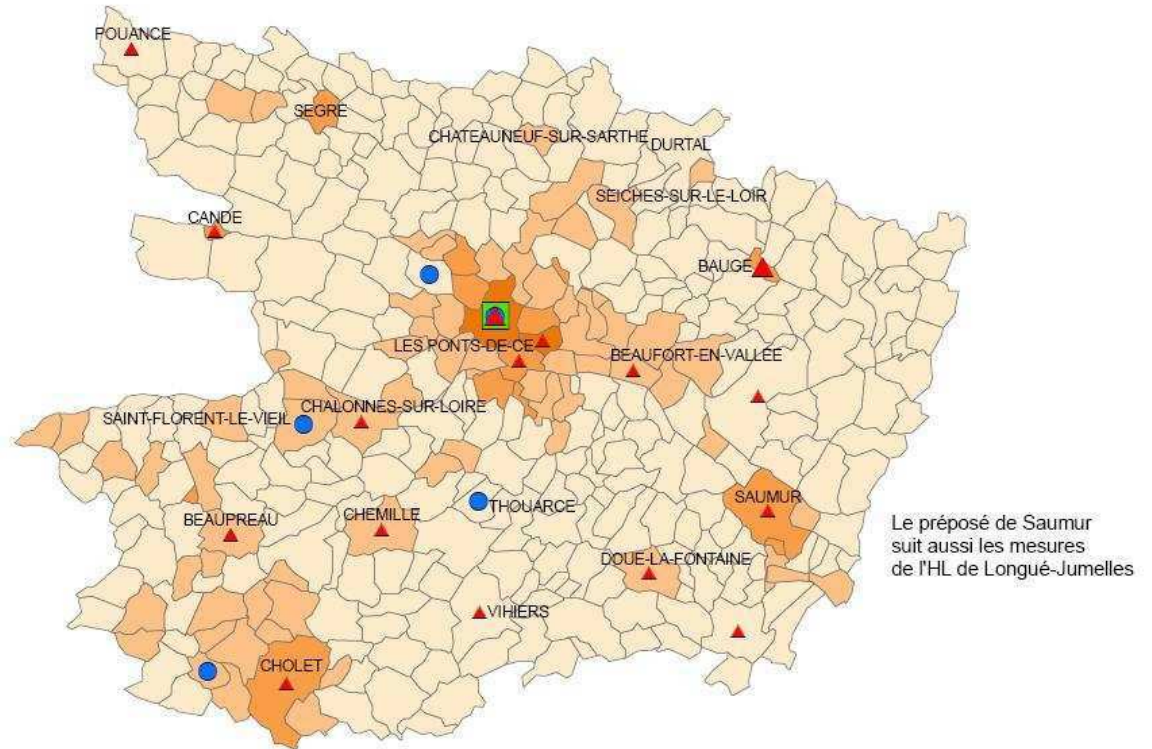 POUANCE
SEGRE
CHATEAUNEUF-SUR-SARTHE
DURTAL
SEICHES-SUR-LE-LOIR
CANDE
BAUGE
LES PONTS-DE-CE
BEAUFORT-EN-VALLÉE
SAINT-FLORENT-LE-VIEIL
CHALONNES-SUR-LOIRE
SAUMUR
THOUARCE
BEAUPREAU
CHEMILLE
Le préposé de Saumur
suit aussi les mesures
de l'HL de Longué-Jumelles
DOUE-LA-FONTAINE
VIHIERS
CHOLET